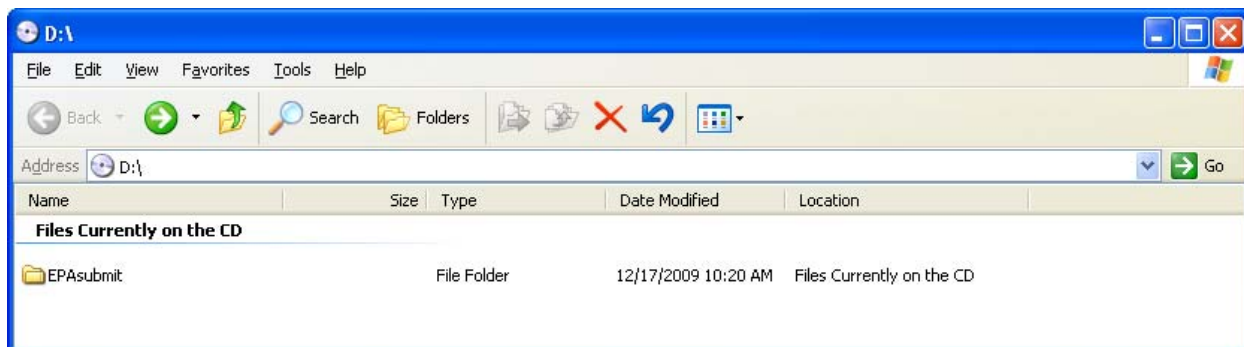 D:\
File Edit View Favorites Tools Help
Back Search Folders
Address D:\ Go
Name Size Type Date Modified Location
Files Currently on the CD
EPAsubmit File Folder 12/17/2009 10:20 AM Files Currently on the CD